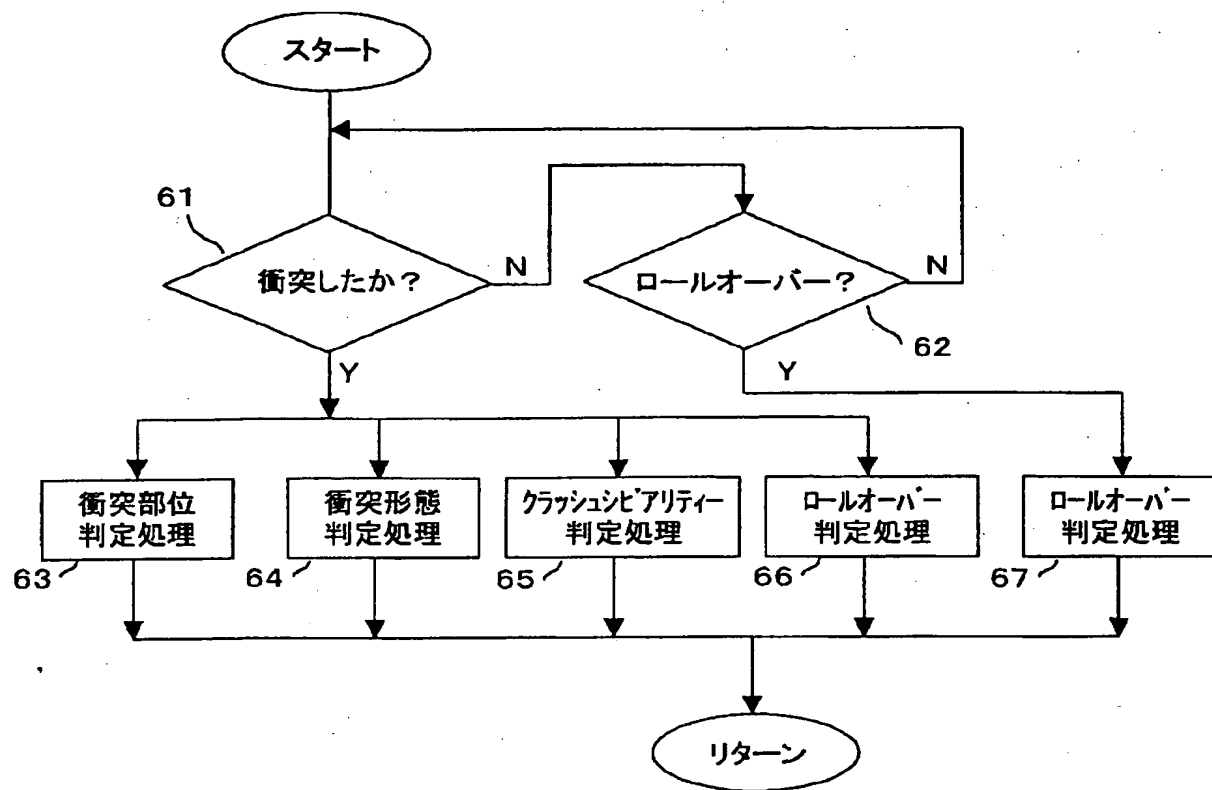 スタート
61
衝突したか?
N
ロールオーバー?
N
62
Y
Y
衝突部位
判定処理
63
衝突形態
判定処理
64
クラッシュシビアリティー
判定処理
65
ロールオーバー
判定処理
66
ロールオーバー
判定処理
67
リターン